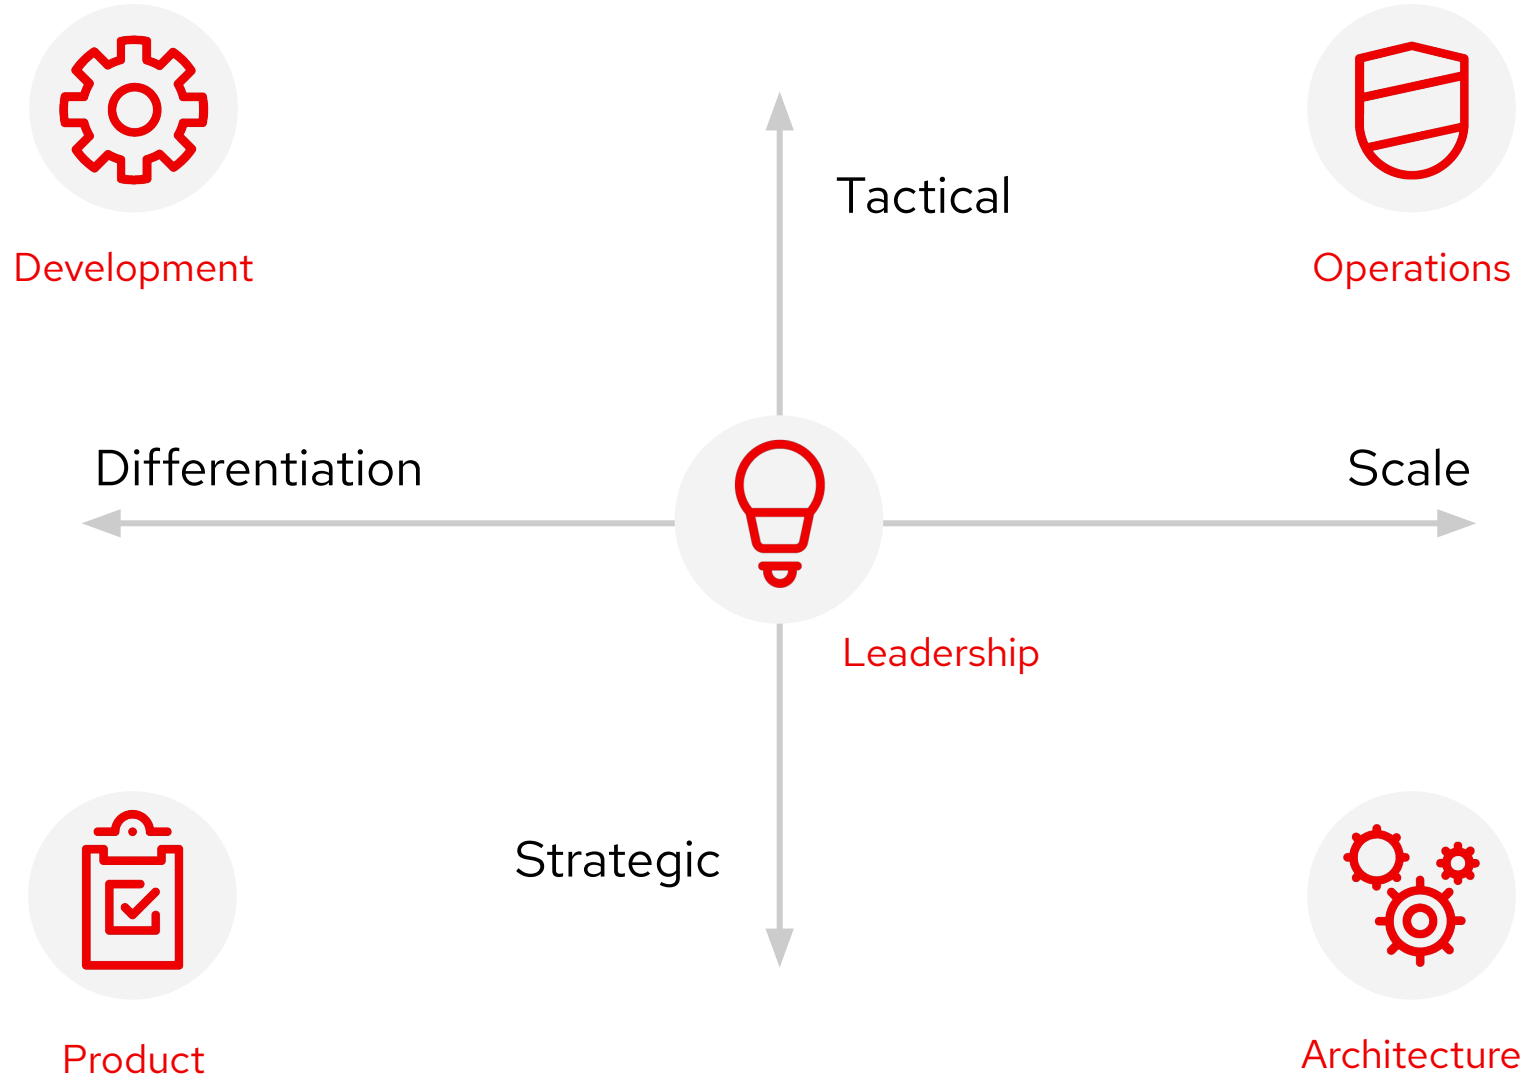 Tactical
Development
Operations
Differentiation
Scale
Leadership
Strategic
Product
Architecture